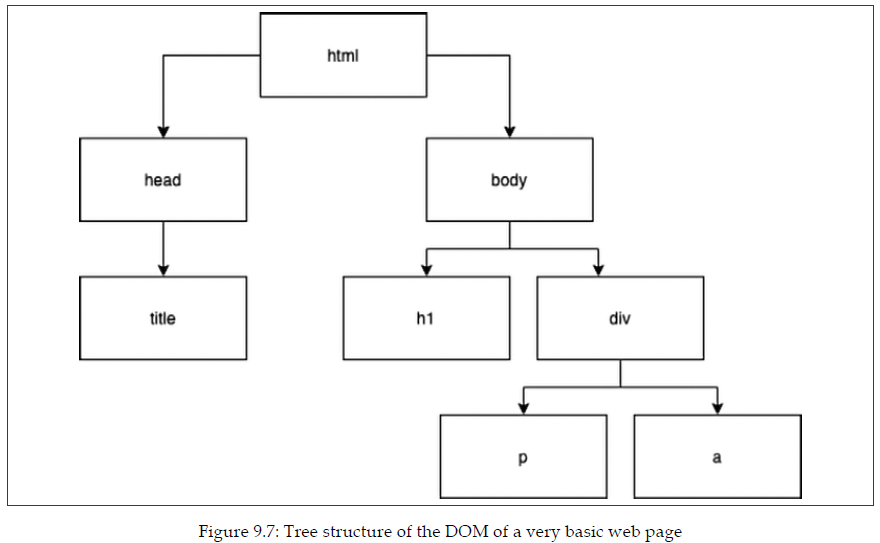 html
head
body
title
h1
div
p
a
Figure 9.7: Tree structure of the DOM of a very basic web page